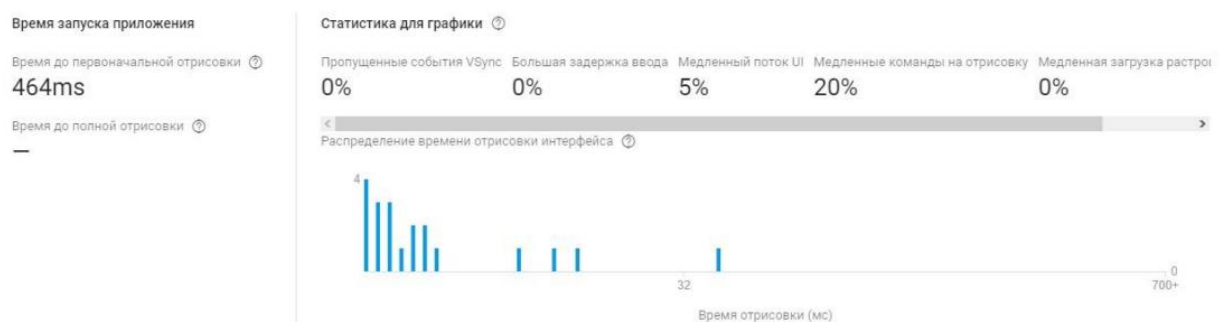 Время запуска приложения
Время до первоначальной отрисовки
464ms
Время до полной отрисовки
—
Статистика для графики
Пропущенные события VSync Большая задержка ввода Медленный поток UI Медленные команды на отрисовку Медленная загрузка
0% 0% 5% 20% 0%
Распределение времени отрисовки интерфейса
4
0
32 700+
Время отрисовки (мс)